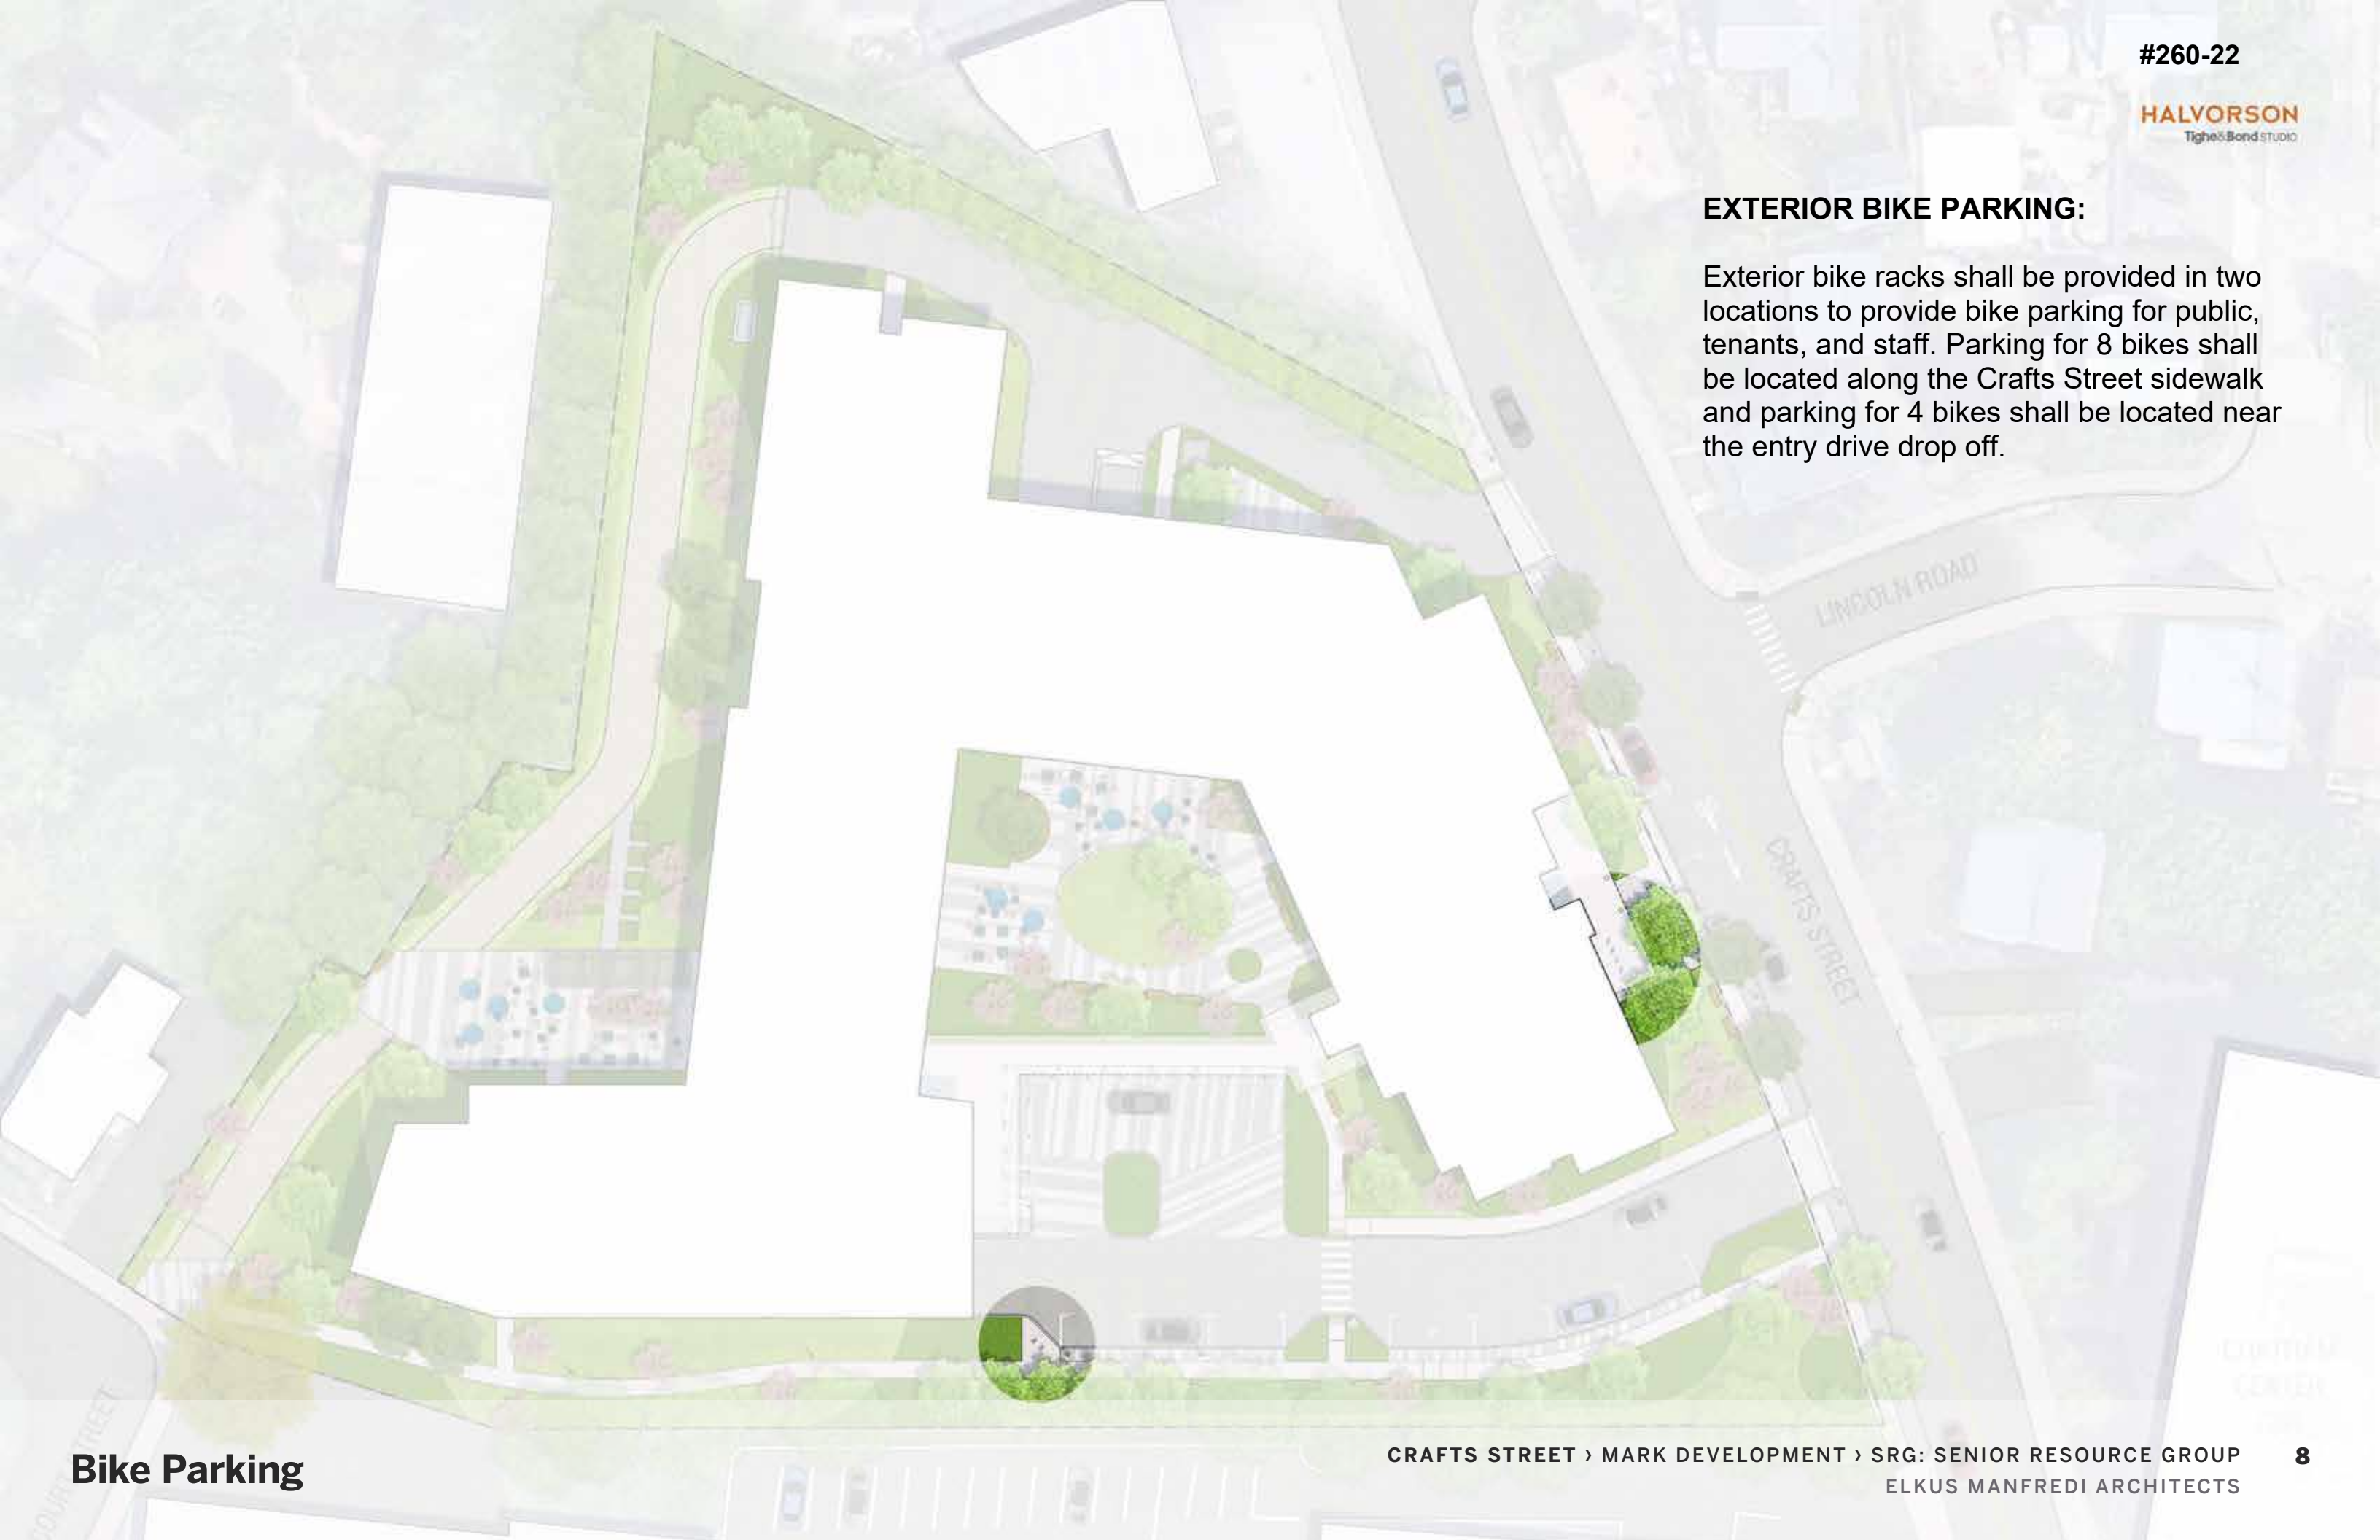 #260-22
HALVORSON
Tighe&Bond STUDIO
EXTERIOR BIKE PARKING:
Exterior bike racks shall be provided in two
locations to provide bike parking for public,
tenants, and staff. Parking for 8 bikes shall
be located along the Crafts Street sidewalk
and parking for 4 bikes shall be located near
the entry drive drop off.
LINCOLN ROAD
CRAFTS STREET
COURT STREET
Bike Parking
CRAFTS STREET › MARK DEVELOPMENT › SRG: SENIOR RESOURCE GROUP
8
ELKUS MANFREDI ARCHITECTS